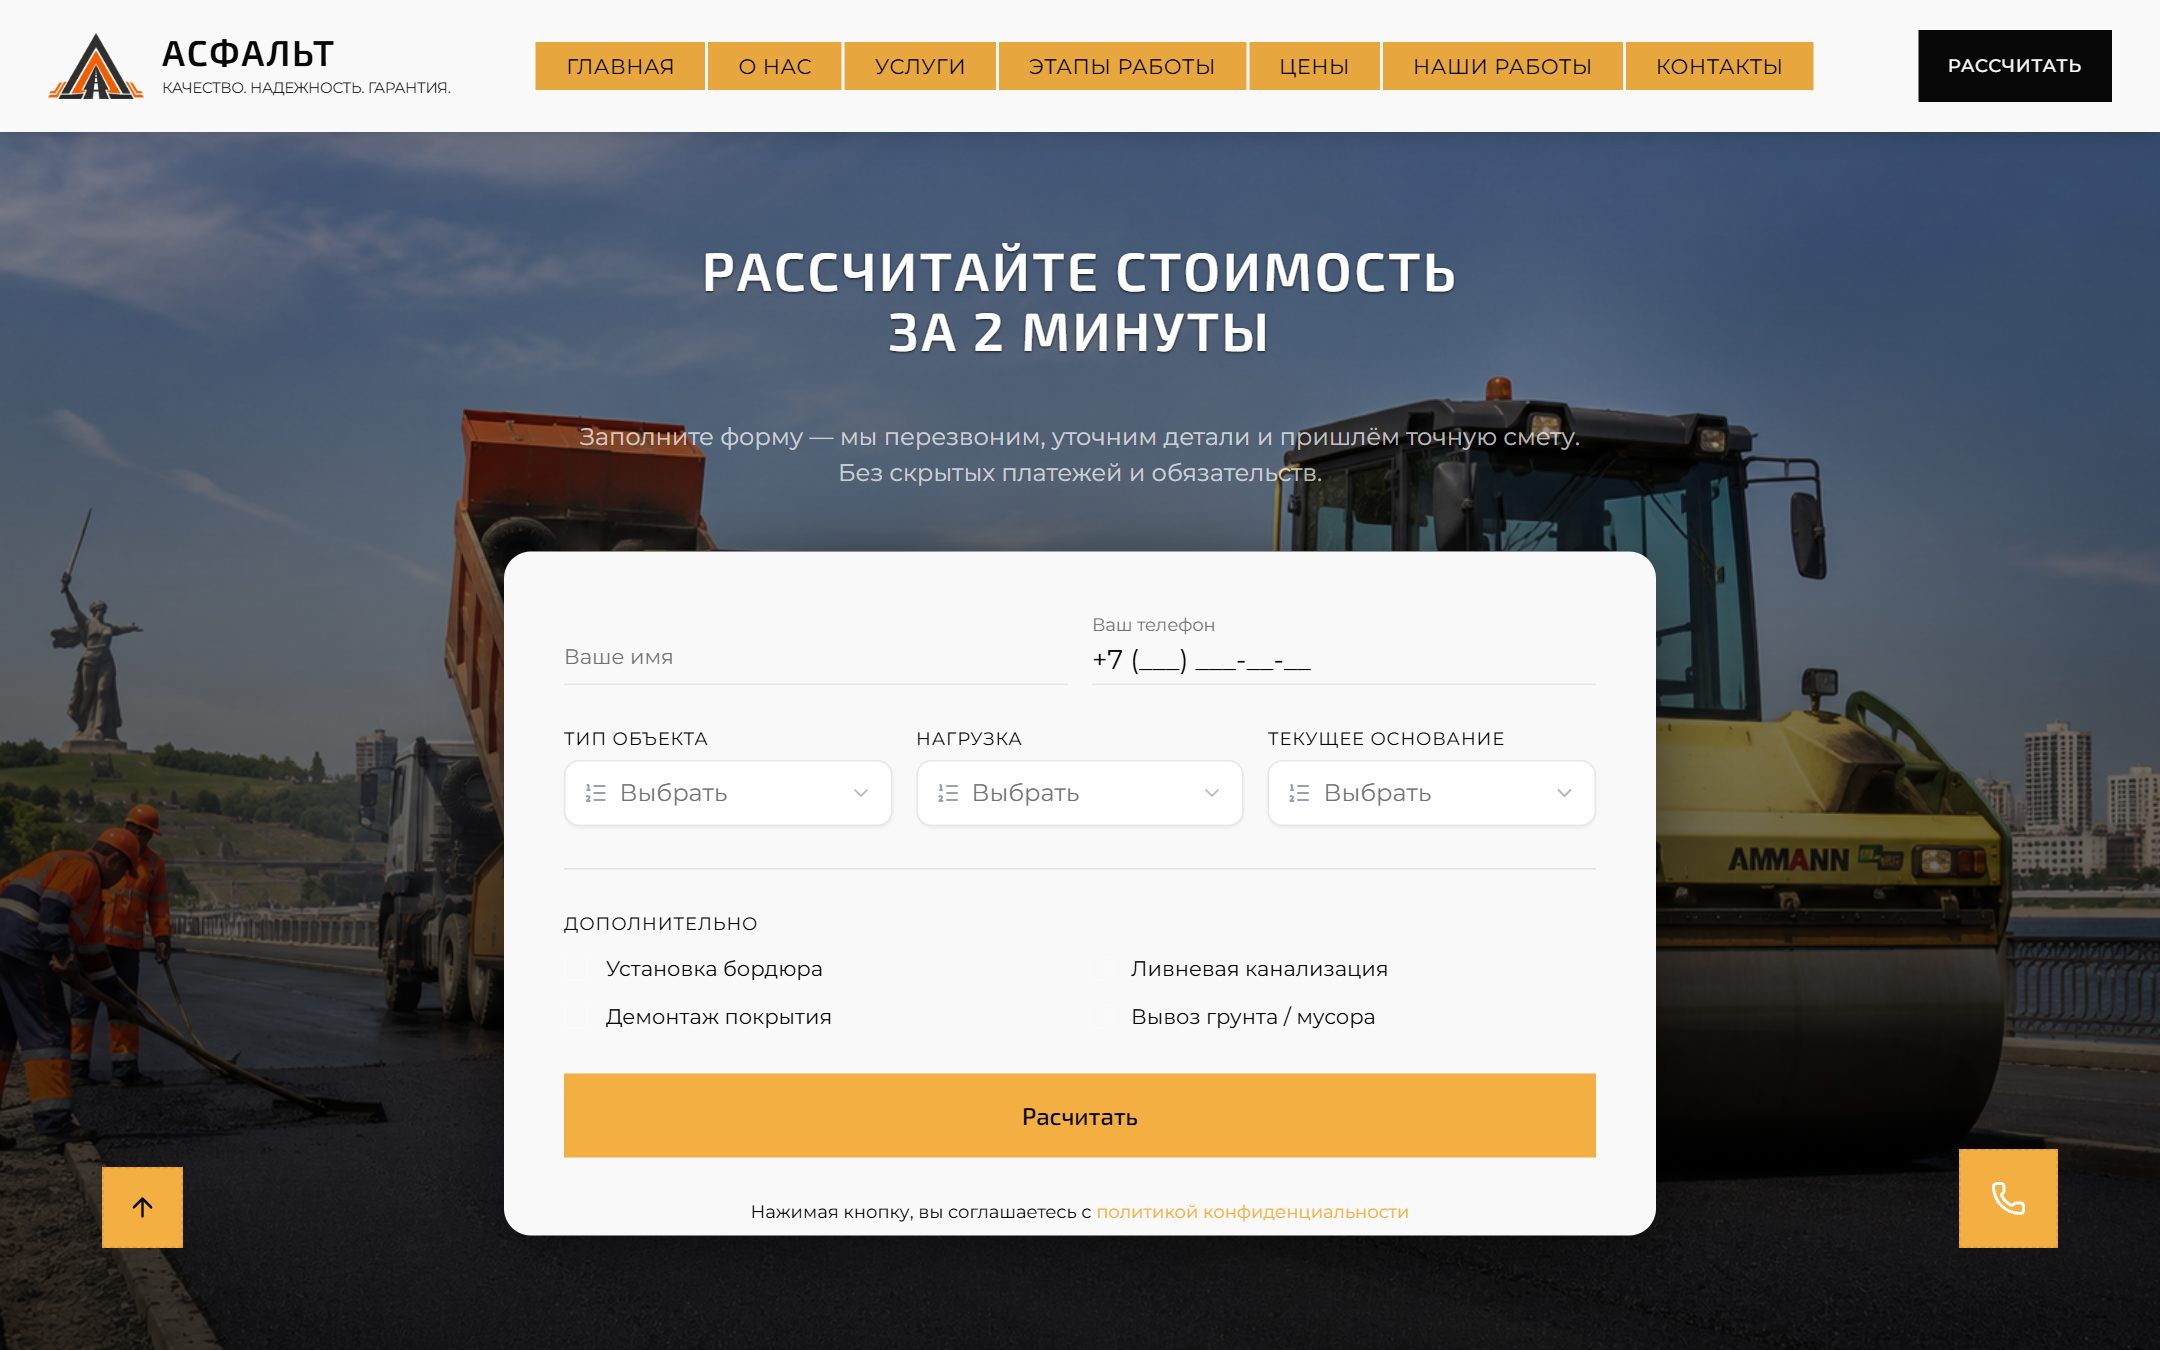 АСФАЛЬТ
КАЧЕСТВО. НАДЕЖНОСТЬ. ГАРАНТИЯ.
ГЛАВНАЯ
О НАС
УСЛУГИ
ЭТАПЫ РАБОТЫ
ЦЕНЫ
НАШИ РАБОТЫ
КОНТАКТЫ
РАССЧИТАТЬ
РАССЧИТАЙТЕ СТОИМОСТЬ
ЗА 2 МИНУТЫ
Заполните форму — мы перезвоним, уточним детали и пришлём точную смету.
Без скрытых платежей и обязательств.
Ваше имя
Ваш телефон
+7 (___) ___-__-__
ТИП ОБЪЕКТА
НАГРУЗКА
ТЕКУЩЕЕ ОСНОВАНИЕ
Выбрать
Выбрать
Выбрать
AMMANN
ДОПОЛНИТЕЛЬНО
Установка бордюра
Ливневая канализация
Демонтаж покрытия
Вывоз грунта / мусора
Расчитать
Нажимая кнопку, вы соглашаетесь с политикой конфиденциальности